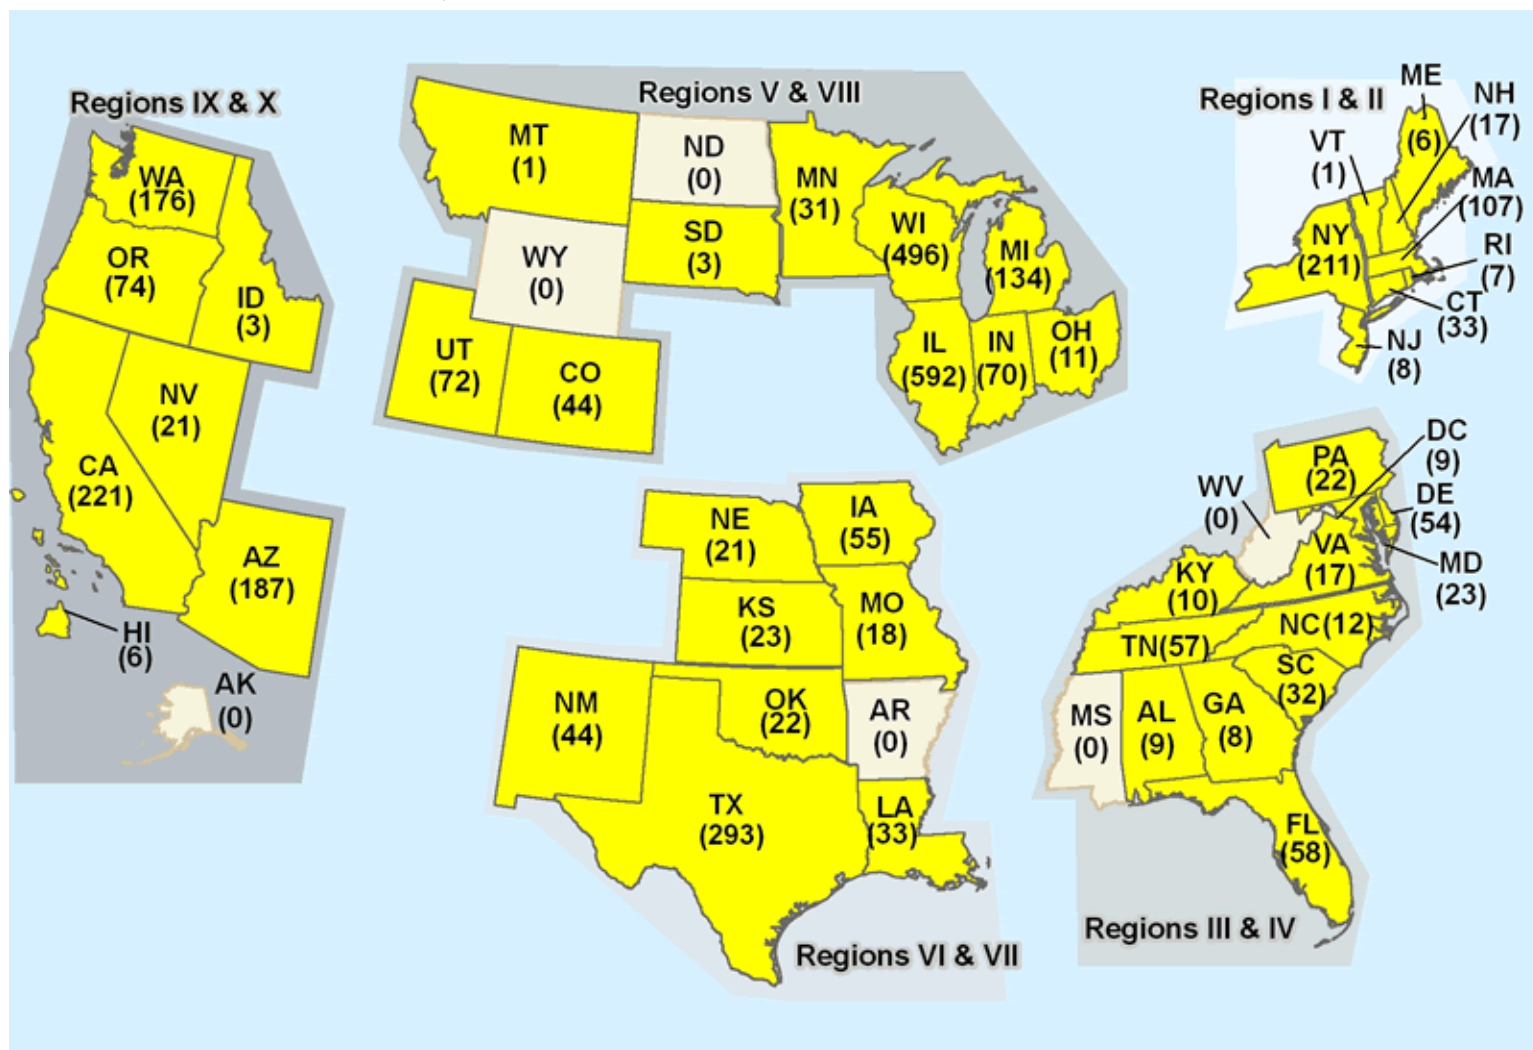 Regions IX & X
WA
(176)
OR
(74)
ID
(3)
NV
(21)
CA
(221)
AZ
(187)
HI
(6)
AK
(0)
Regions V & VIII
MT
(1)
ND
(0)
MN
(31)
SD
(3)
WY
(0)
WI
(496)
MI
(134)
UT
(72)
CO
(44)
IL
(592)
IN
(70)
OH
(11)
Regions I & II
ME
(6)
NH
(17)
VT
(1)
MA
(107)
NY
(211)
RI
(7)
CT
(33)
NJ
(8)
NE
(21)
IA
(55)
KS
(23)
MO
(18)
NM
(44)
OK
(22)
AR
(0)
TX
(293)
LA
(33)
Regions VI & VII
DC
(9)
PA
(22)
WV
(0)
DE
(54)
VA
(17)
MD
(23)
KY
(10)
NC(12)
TN(57)
SC
(32)
MS
(0)
AL
(9)
GA
(8)
FL
(58)
Regions III & IV